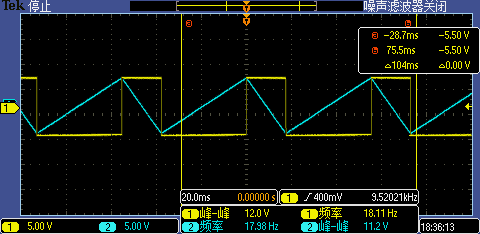 Tek 停止 噪声滤波器关闭
a -28.7ms -5.50 V
b 75.5ms -5.50 V
△104ms △0.00 V
1
20.0ms 0.00000 s 1 400mV 9.52021kHz
1 峰-峰 12.0 V 1 频率 18.11 Hz
1 5.00 V 2 5.00 V 2 频率 17.96 Hz 2 峰-峰 11.2 V 18:36:13